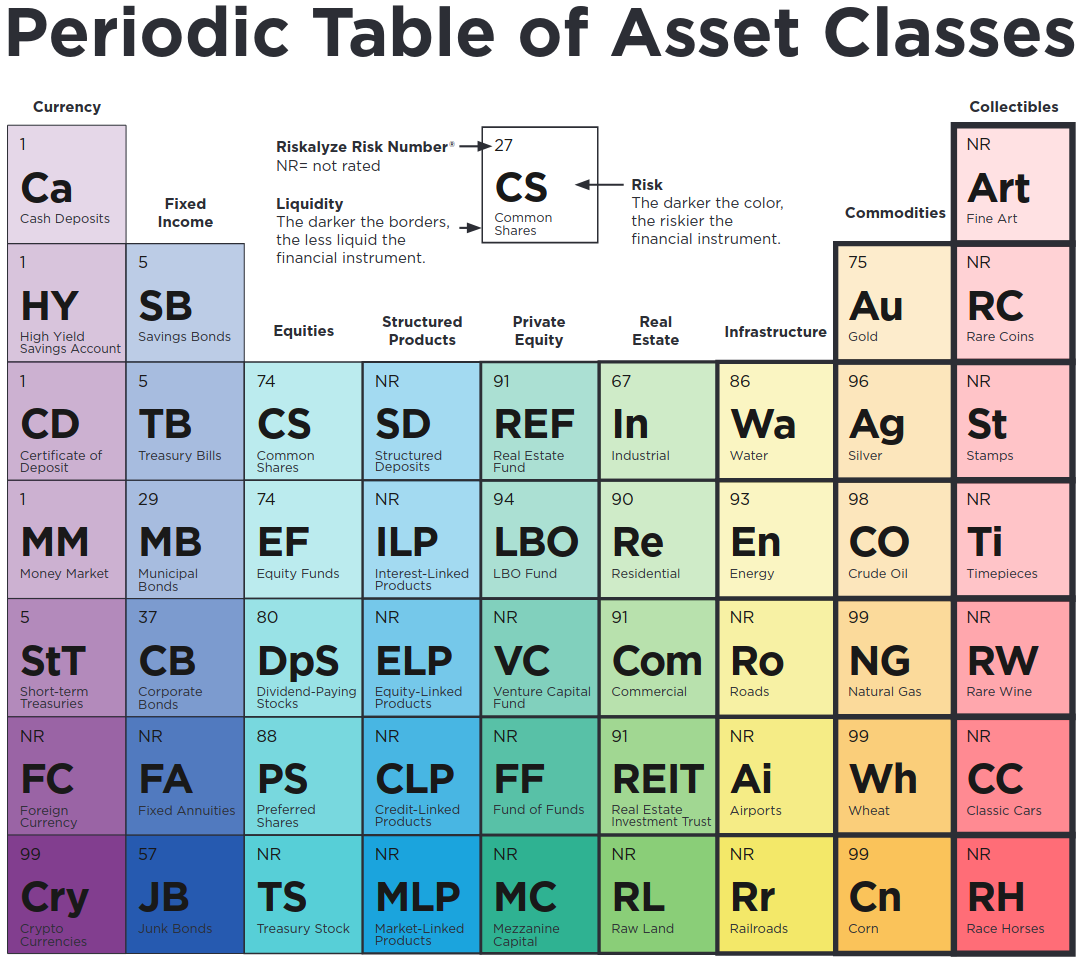 Periodic Table of Asset Classes
Currency
Collectibles
1
Ca
Cash Deposits
Riskalyze Risk Number®
NR= not rated
Liquidity
The darker the borders,
the less liquid the
financial instrument.
27
CS
Common
Shares
Risk
The darker the color,
the riskier the
financial instrument.
NR
Art
Fine Art
Fixed
Income
Commodities
1
HY
High Yield
Savings Account
5
SB
Savings Bonds
75
Au
Gold
NR
RC
Rare Coins
Equities
Structured
Products
Private
Equity
Real
Estate
Infrastructure
1
CD
Certificate of
Deposit
5
TB
Treasury Bills
74
CS
Common
Shares
NR
SD
Structured
Deposits
91
REF
Real Estate
Fund
67
In
Industrial
86
Wa
Water
96
Ag
Silver
NR
St
Stamps
1
MM
Money Market
29
MB
Municipal
Bonds
74
EF
Equity Funds
NR
ILP
Interest-Linked
Products
94
LBO
LBO Fund
90
Re
Residential
93
En
Energy
98
CO
Crude Oil
NR
Ti
Timepieces
5
StT
Short-term
Treasuries
37
CB
Corporate
Bonds
80
DpS
Dividend-Paying
Stocks
NR
ELP
Equity-Linked
Products
NR
VC
Venture Capital
Fund
91
Com
Commercial
NR
Ro
Roads
99
NG
Natural Gas
NR
RW
Rare Wine
NR
FC
Foreign
Currency
NR
FA
Fixed Annuities
88
PS
Preferred
Shares
NR
CLP
Credit-Linked
Products
NR
FF
Fund of Funds
91
REIT
Real Estate
Investment Trust
NR
Ai
Airports
99
Wh
Wheat
NR
CC
Classic Cars
99
Cry
Crypto
Currencies
57
JB
Junk Bonds
NR
TS
Treasury Stock
NR
MLP
Market-Linked
Products
NR
MC
Mezzanine
Capital
NR
RL
Raw Land
NR
Rr
Railroads
99
Cn
Corn
NR
RH
Race Horses